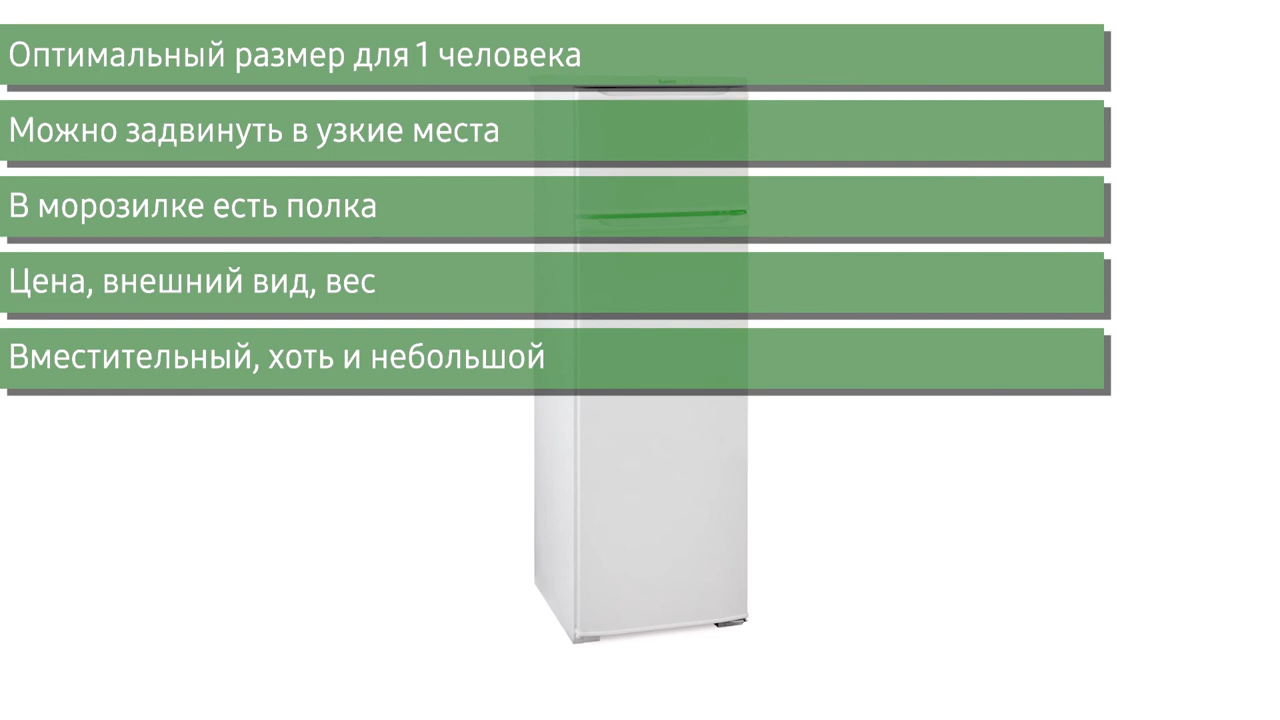 Оптимальный размер для 1 человека
Можно задвинуть в узкие места
В морозилке есть полка
Цена, внешний вид, вес
Вместительный, хоть и небольшой